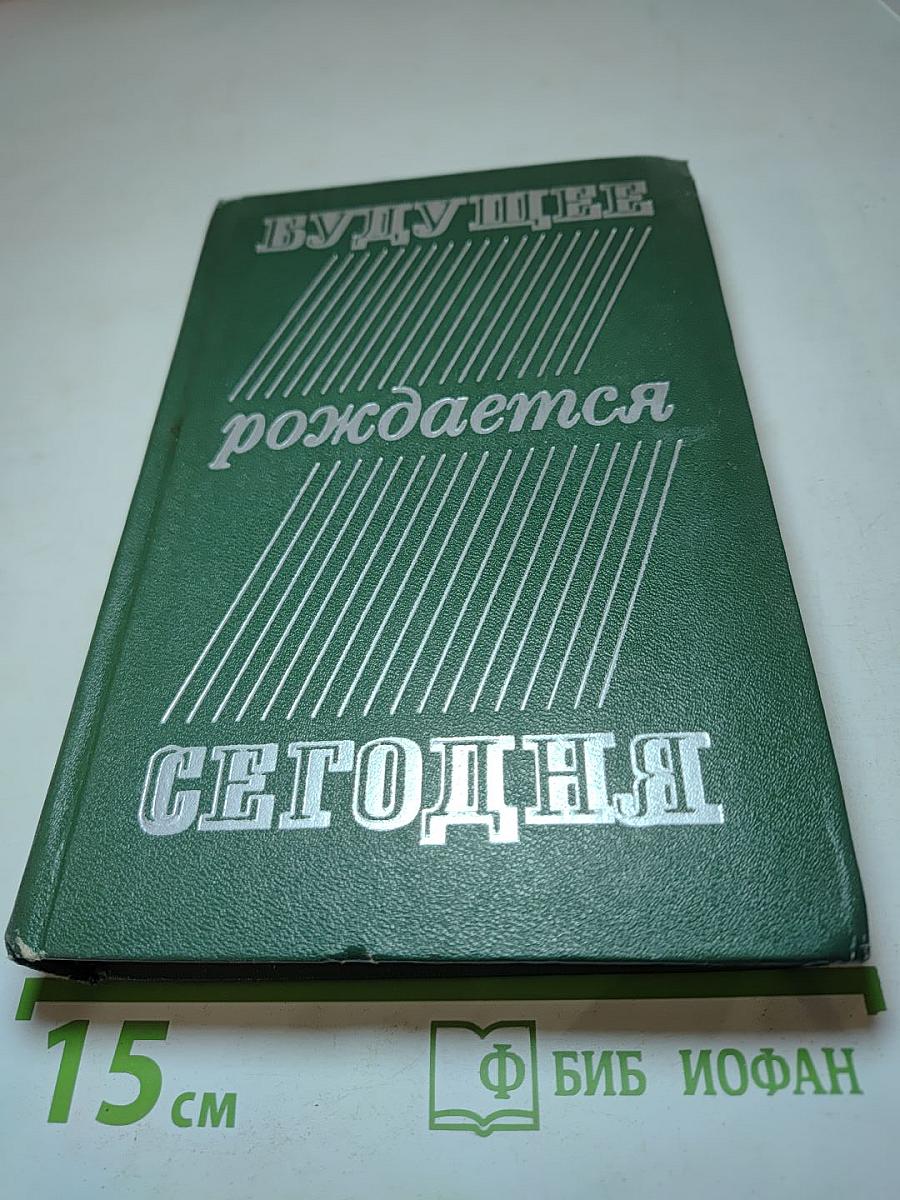 БУДУЩЕЕ
рождается
СЕГОДНЯ
15 см
Ф БИБ ИОФАН